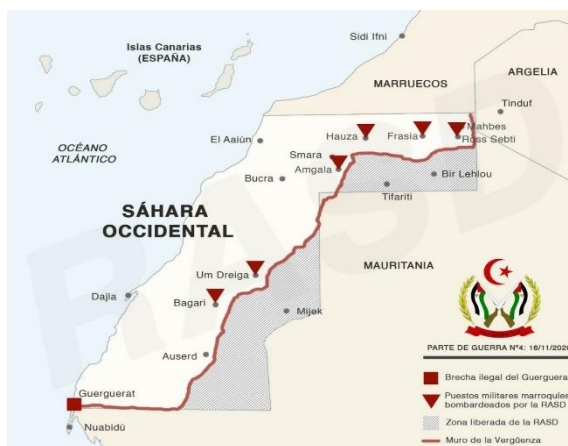 Sidi Ifni
Islas Canarias
(ESPAÑA)
MARRUECOS
ARGELIA
Tinduf
OCÉANO
ATLÁNTICO
El Aaiún
Hauza
Frasia
Mahbes
Ross Sebti
Smara
Amgala
Bucra
Bir Lehlou
Tifariti
SÁHARA
OCCIDENTAL
MAURITANIA
Um Dreiga
Dajla
Bagari
Mijek
Auserd
Guerguerat
Nuabidú
RASD
PARTE DE GUERRA Nº4: 16/11/2020
Brecha ilegal del Guerguera
Puestos militares marroquíe
bombardeados por la RASD
Zona liberada de la RASD
Muro de la Vergüenza